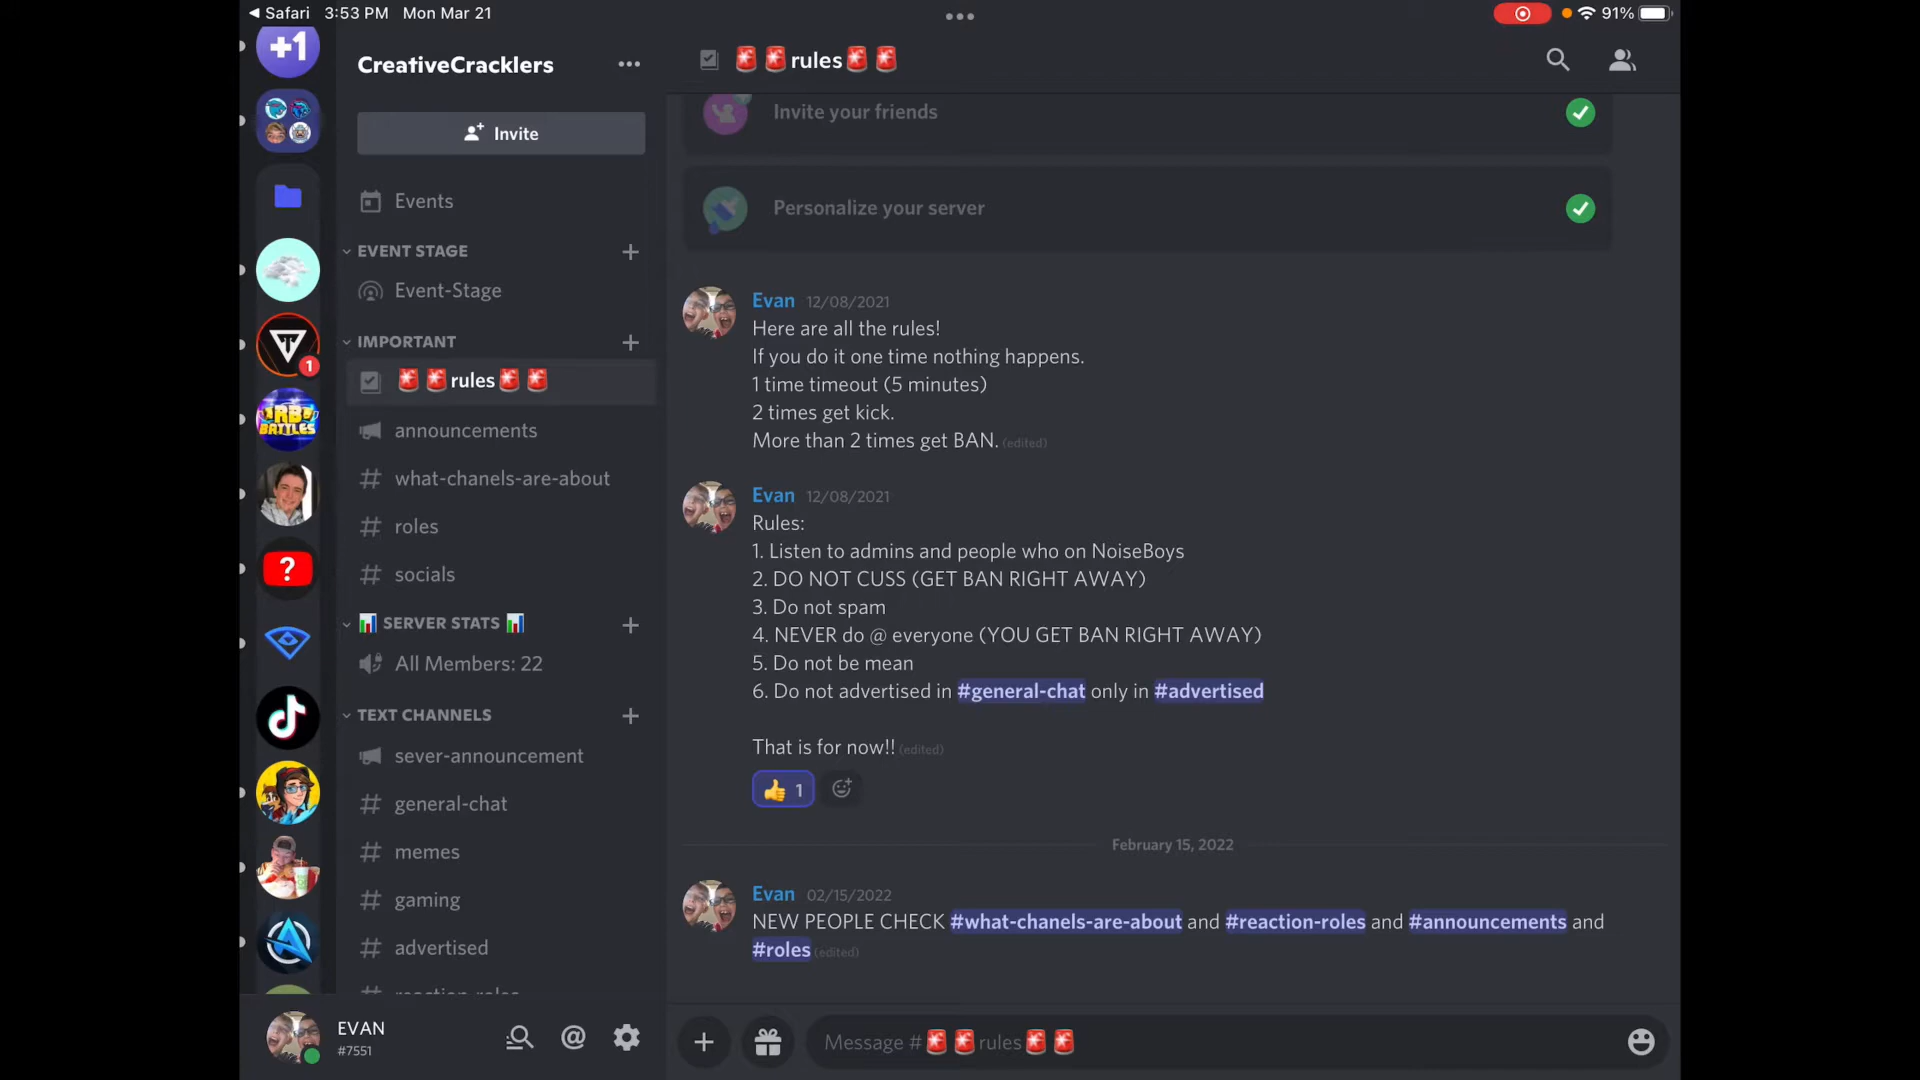 Safari 3:53 PM Mon Mar 21
91%
+1
CreativeCrackIers
Invite
Events
EVENT STAGE
Event-Stage
IMPORTANT
rules
announcements
what-chanels-are-about
roles
socials
SERVER STATS
All Members: 22
TEXT CHANNELS
sever-announcement
general-chat
memes
gaming
advertised
reaction-roles
1
RB BATTLES
?
EVAN
#7551
rules
Invite your friends
Personalize your server
Evan 12/08/2021
Here are all the rules!
If you do it one time nothing happens.
1 time timeout (5 minutes)
2 times get kick.
More than 2 times get BAN. (edited)
Evan 12/08/2021
Rules:
1. Listen to admins and people who on NoiseBoys
2. DO NOT CUSS (GET BAN RIGHT AWAY)
3. Do not spam
4. NEVER do @ everyone (YOU GET BAN RIGHT AWAY)
5. Do not be mean
6. Do not advertised in #general-chat only in #advertised
That is for now!! (edited)
👍 1
February 15, 2022
Evan 02/15/2022
NEW PEOPLE CHECK #what-chanels-are-about and #reaction-roles and #announcements and
#roles (edited)
Message #🚨🚨rules🚨🚨